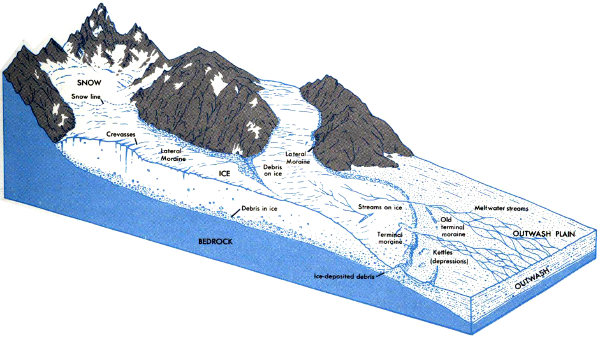 SNOW
Snow line
Crevasses
Lateral
Moraine
Lateral
Moraine
Debris
on ice
ICE
Debris in ice
BEDROCK
Streams on ice
Meltwater streams
Old
terminal
moraine
Terminal
moraine
OUTWASH PLAIN
Kettles
(depressions)
Ice-deposited debris
OUTWASH